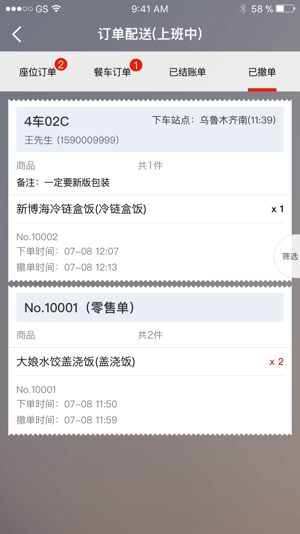 GS 9:41 AM 58 %
订单配送(上班中)
座位订单 2 餐车订单 1 已结账单 已撤单
4车02C 下车站点：乌鲁木齐南(11:39)
王先生 (1590009999)
商品 共1件
备注：一定要新版包装
新博海冷链盒饭(冷链盒饭) x 1
No.10002
下单时间：07-08 12:07
撤单时间：07-08 12:13
筛选
No.10001（零售单）
商品 共2件
大娘水饺盖浇饭(盖浇饭) x 2
No.10001
下单时间：07-08 11:50
撤单时间：07-08 11:59